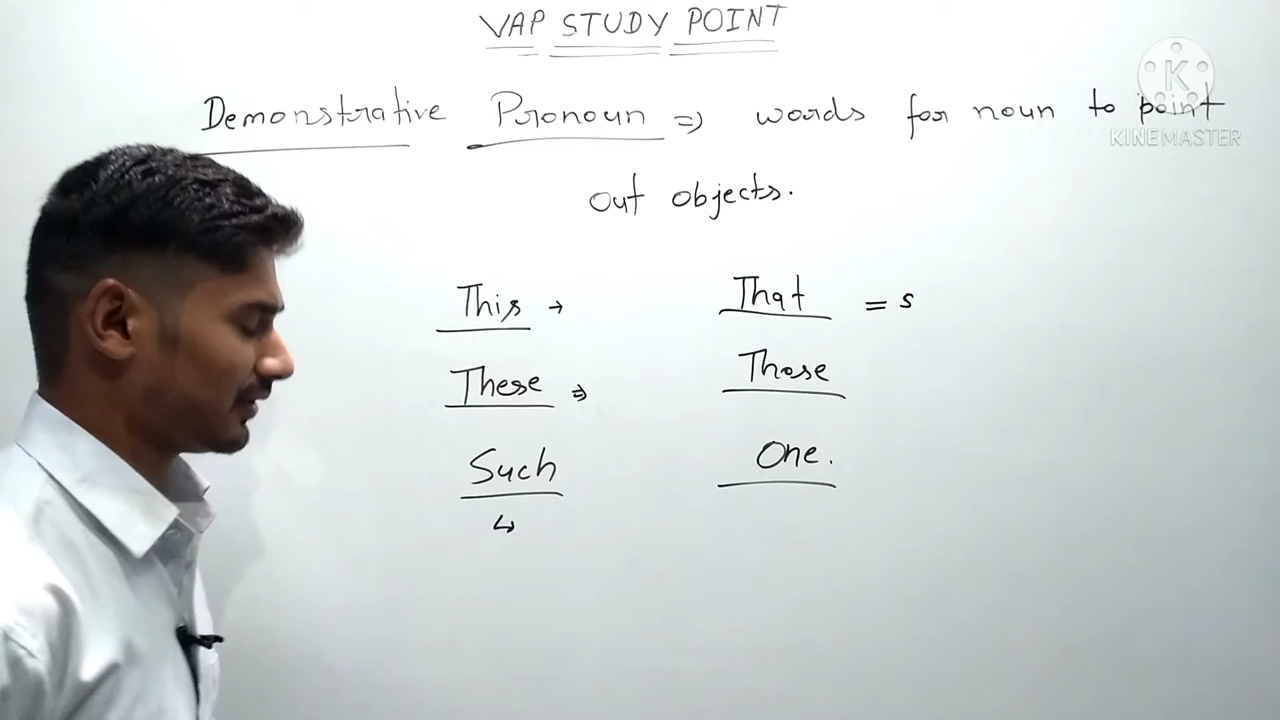 VAP STUDY POINT
Demonstrative Pronoun => words for noun to point
KINEMASTER
out objects.
This → That = s
These => Those
Such One.
↳